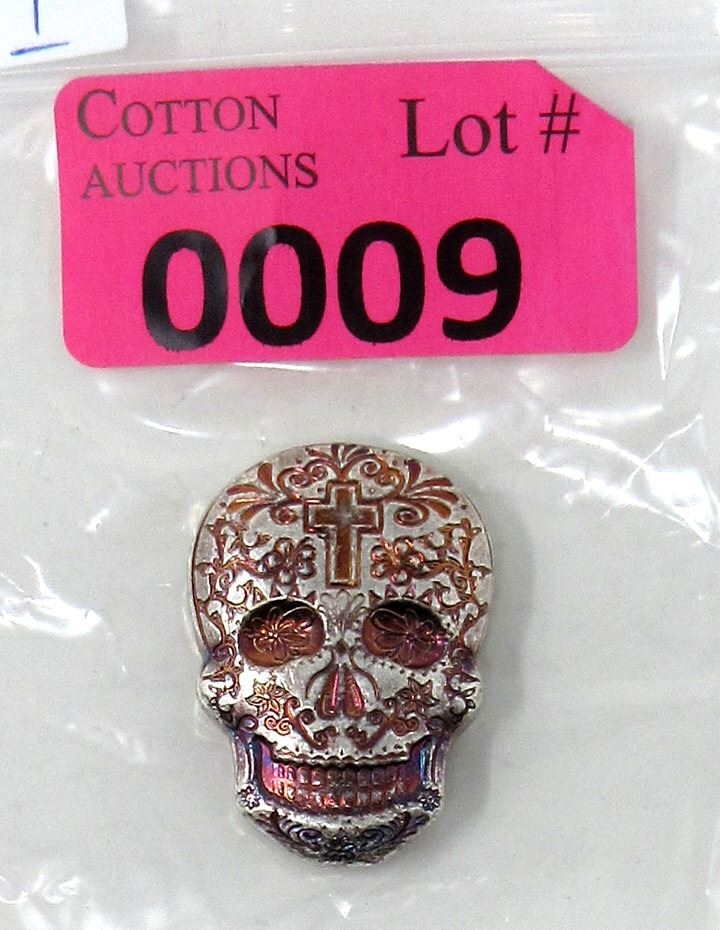 COTTON
AUCTIONS
Lot #
0009